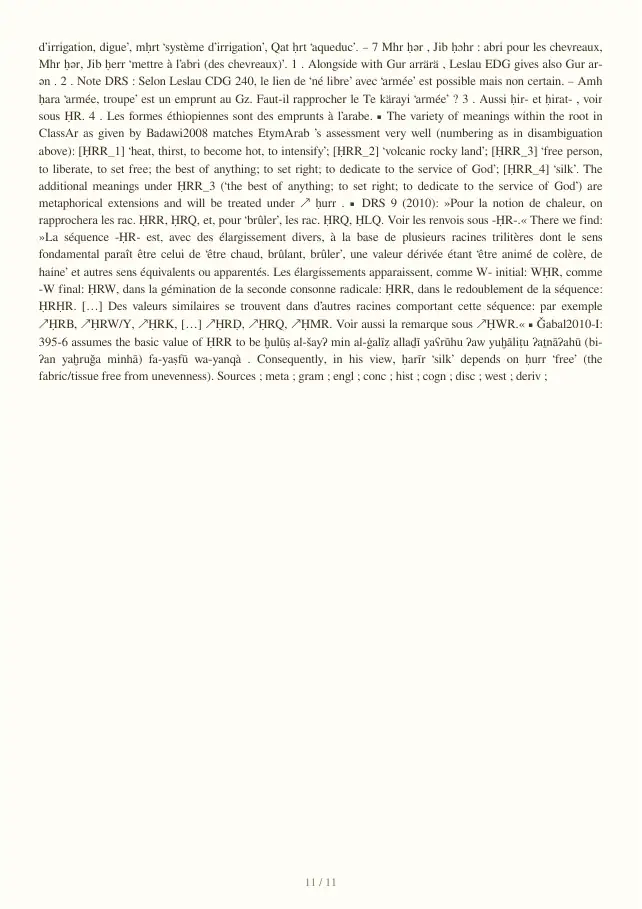 d’irrigation, digue’, mḥrt ‘système d’irrigation’, Qat ḥrt ‘aqueduc’. – 7 Mhr ḥər , Jib ḥəhr : abri pour les chevreaux,
Mhr ḥər, Jib ḥerr ‘mettre à l’abri (des chevreaux)’. 1 . Alongside with Gur arrärä , Leslau EDG gives also Gur ar-
ən . 2 . Note DRS : Selon Leslau CDG 240, le lien de ‘né libre’ avec ‘armée’ est possible mais non certain. – Amh
ḥara ‘armée, troupe’ est un emprunt au Gz. Faut-il rapprocher le Te kärayi ‘armée’ ? 3 . Aussi ḥir- et ḥirat- , voir
sous ḤR. 4 . Les formes éthiopiennes sont des emprunts à l’arabe. ▪ The variety of meanings within the root in
ClassAr as given by Badawi2008 matches EtymArab ’s assessment very well (numbering as in disambiguation
above): [ḤRR_1] ‘heat, thirst, to become hot, to intensify’; [ḤRR_2] ‘volcanic rocky land’; [ḤRR_3] ‘free person,
to liberate, to set free; the best of anything; to set right; to dedicate to the service of God’; [ḤRR_4] ‘silk’. The
additional meanings under ḤRR_3 (‘the best of anything; to set right; to dedicate to the service of God’) are
metaphorical extensions and will be treated under ↗ ḥurr . ▪ DRS 9 (2010): »Pour la notion de chaleur, on
rapprochera les rac. ḤRR, ḤRQ, et, pour ‘brûler’, les rac. ḤRQ, ḤLQ. Voir les renvois sous -ḤR-.« There we find:
»La séquence -ḤR- est, avec des élargissement divers, à la base de plusieurs racines trilitères dont le sens
fondamental paraît être celui de ‘être chaud, brûlant, brûler’, une valeur dérivée étant ‘être animé de colère, de
haine’ et autres sens équivalents ou apparentés. Les élargissements apparaissent, comme W- initial: WḤR, comme
-W final: ḤRW, dans la gémination de la seconde consonne radicale: ḤRR, dans le redoublement de la séquence:
ḤRḤR. […] Des valeurs similaires se trouvent dans d’autres racines comportant cette séquence: par exemple
↗ḤRB, ↗ḤRW/Y, ↗ḤRK, […] ↗ḤRḌ, ↗ḤRQ, ↗ḤMR. Voir aussi la remarque sous ↗ḤWR.« ▪ Ǧabal2010-I:
395-6 assumes the basic value of ḤRR to be ḫulūṣ al-šayʔ min al-ġalīẓ allaḏī yaʕrūhu ʔaw yuḫāliṭu ʔaṯnāʔahū (bi-
ʔan yaḫruǧa minhā) fa-yaṣfū wa-yanqà . Consequently, in his view, ḥarīr ‘silk’ depends on ḥurr ‘free’ (the
fabric/tissue free from unevenness). Sources ; meta ; gram ; engl ; conc ; hist ; cogn ; disc ; west ; deriv ;
11 / 11